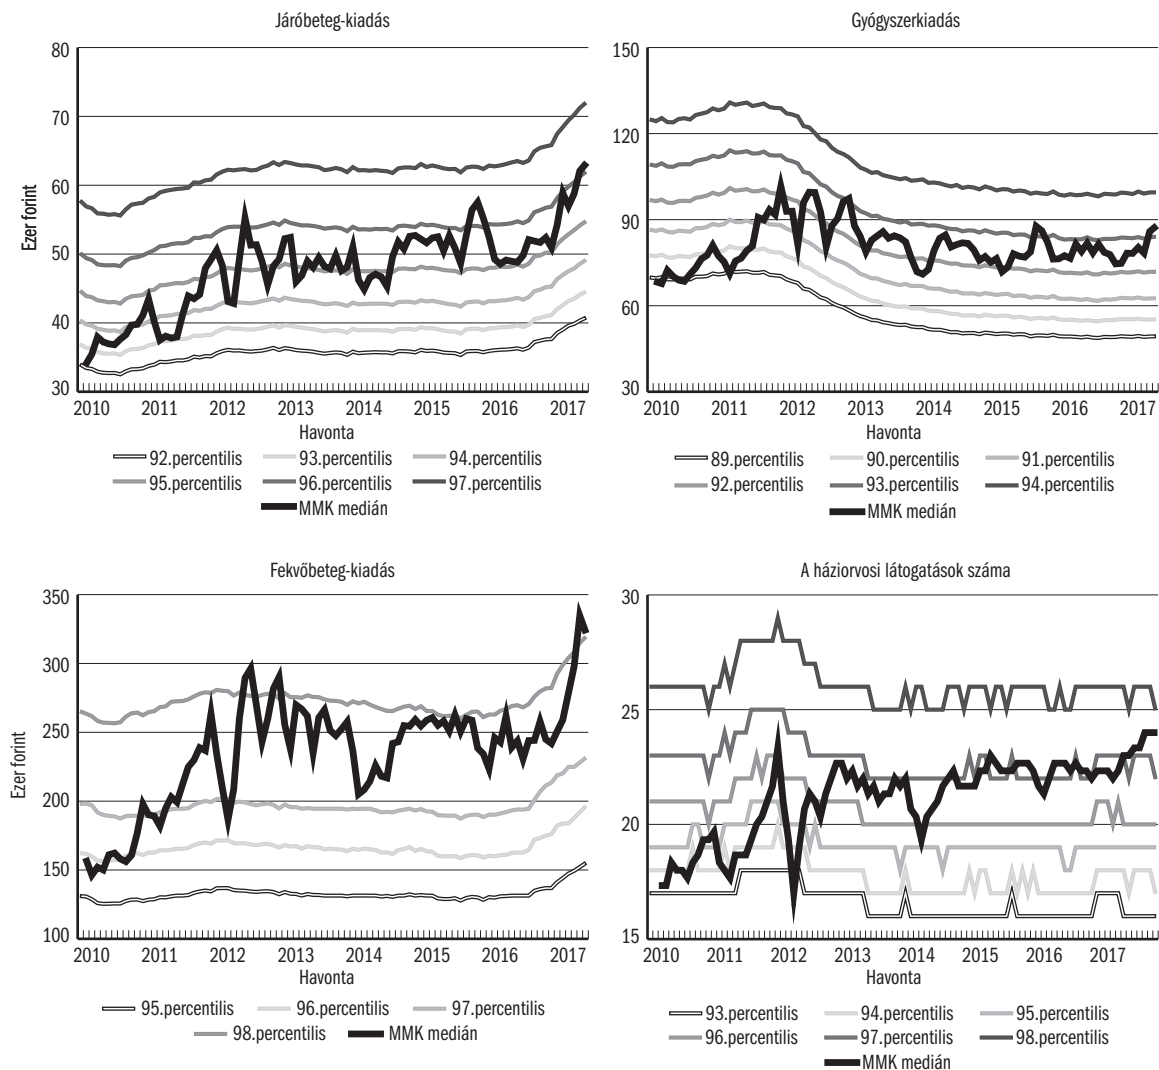 Járóbeteg-kiadás
80
70
60
50
40
30
Ezer forint
2010 2011 2012 2013 2014 2015 2016 2017
Havonta
92.percentilis 93.percentilis 94.percentilis
95.percentilis 96.percentilis 97.percentilis
MMK medián
Gyógyszerkiadás
150
120
90
60
30
2010 2011 2012 2013 2014 2015 2016 2017
Havonta
89.percentilis 90.percentilis 91.percentilis
92.percentilis 93.percentilis 94.percentilis
MMK medián
Fekvőbeteg-kiadás
350
300
250
200
150
100
Ezer forint
2010 2011 2012 2013 2014 2015 2016 2017
Havonta
95.percentilis 96.percentilis 97.percentilis
98.percentilis MMK medián
A háziorvosi látogatások száma
30
25
20
15
2010 2011 2012 2013 2014 2015 2016 2017
Havonta
93.percentilis 94.percentilis 95.percentilis
96.percentilis 97.percentilis 98.percentilis
MMK medián